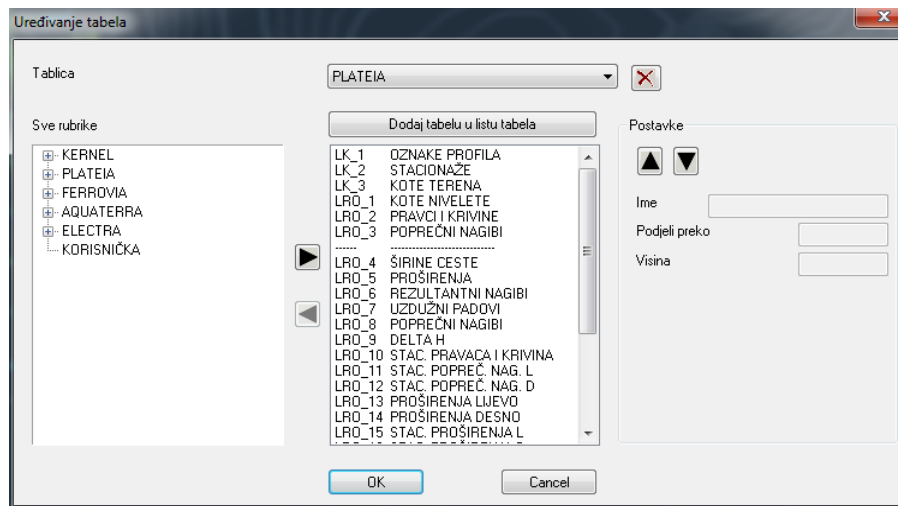 Uređivanje tabela
Tablica
PLATEIA
Sve rubrike
Dodaj tabelu u listu tabela
Postavke
KERNEL
PLATEIA
FERROVIA
AQUATERRA
ELECTRA
KORISNIČKA
LK_1 OZNAKE PROFILA
LK_2 STACIONAŽE
LK_3 KOTE TERENA
LRO_1 KOTE NIVELETE
LRO_2 PRAVCI I KRIVINE
LRO_3 POPREČNI NAGIBI
------ --------------------------
LRO_4 ŠIRINE CESTE
LRO_5 PROŠIRENJA
LRO_6 REZULTANTNI NAGIBI
LRO_7 UZDUŽNI PADOVI
LRO_8 POPREČNI NAGIBI
LRO_9 DELTA H
LRO_10 STAC. PRAVACA I KRIVINA
LRO_11 STAC. POPREČ. NAG. L
LRO_12 STAC. POPREČ. NAG. D
LRO_13 PROŠIRENJA LIJEVO
LRO_14 PROŠIRENJA DESNO
LRO_15 STAC. PROŠIRENJA L
Ime
Podjeli preko
Visina
OK
Cancel